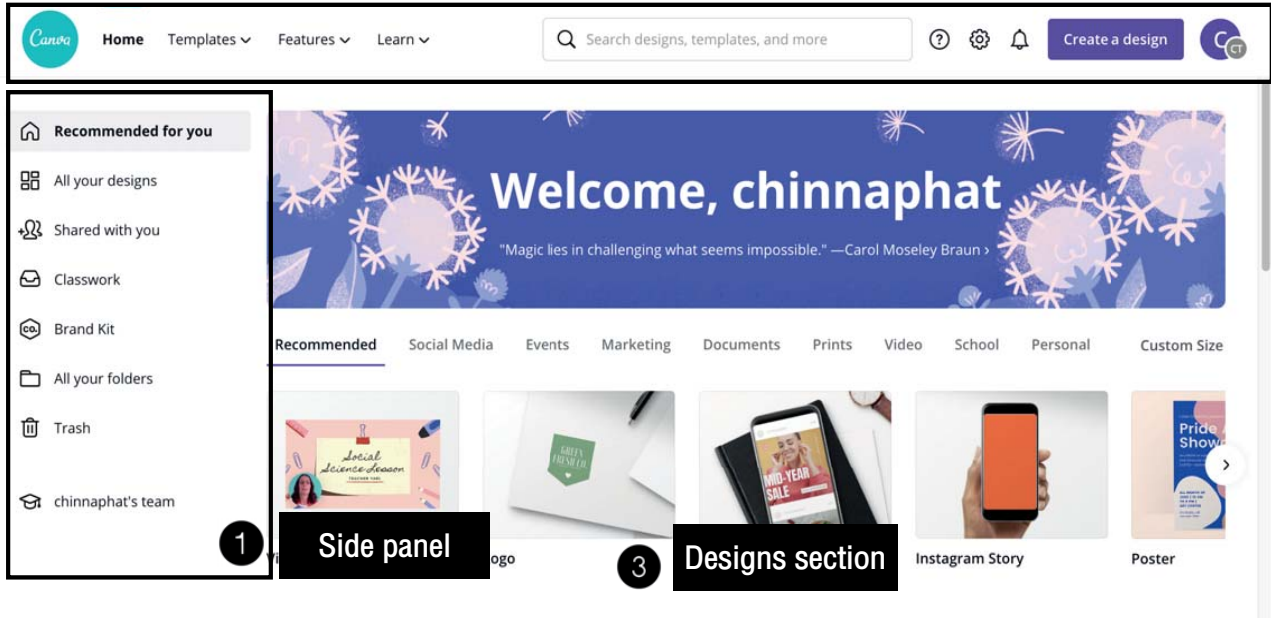 Canva
Home Templates Features Learn
Search designs, templates, and more
Create a design
C
CT
Recommended for you
All your designs
Shared with you
Classwork
CO.
Brand Kit
All your folders
Trash
chinnaphat's team
Welcome, chinnaphat
"Magic lies in challenging what seems impossible." —Carol Moseley Braun ›
Recommended Social Media Events Marketing Documents Prints Video School Personal Custom Size
Social
Science Lesson
GREEN
FRESH CO.
MID-YEAR
SALE
Pride
Show
1 Side panel
ogo
3 Designs section
Instagram Story
Poster